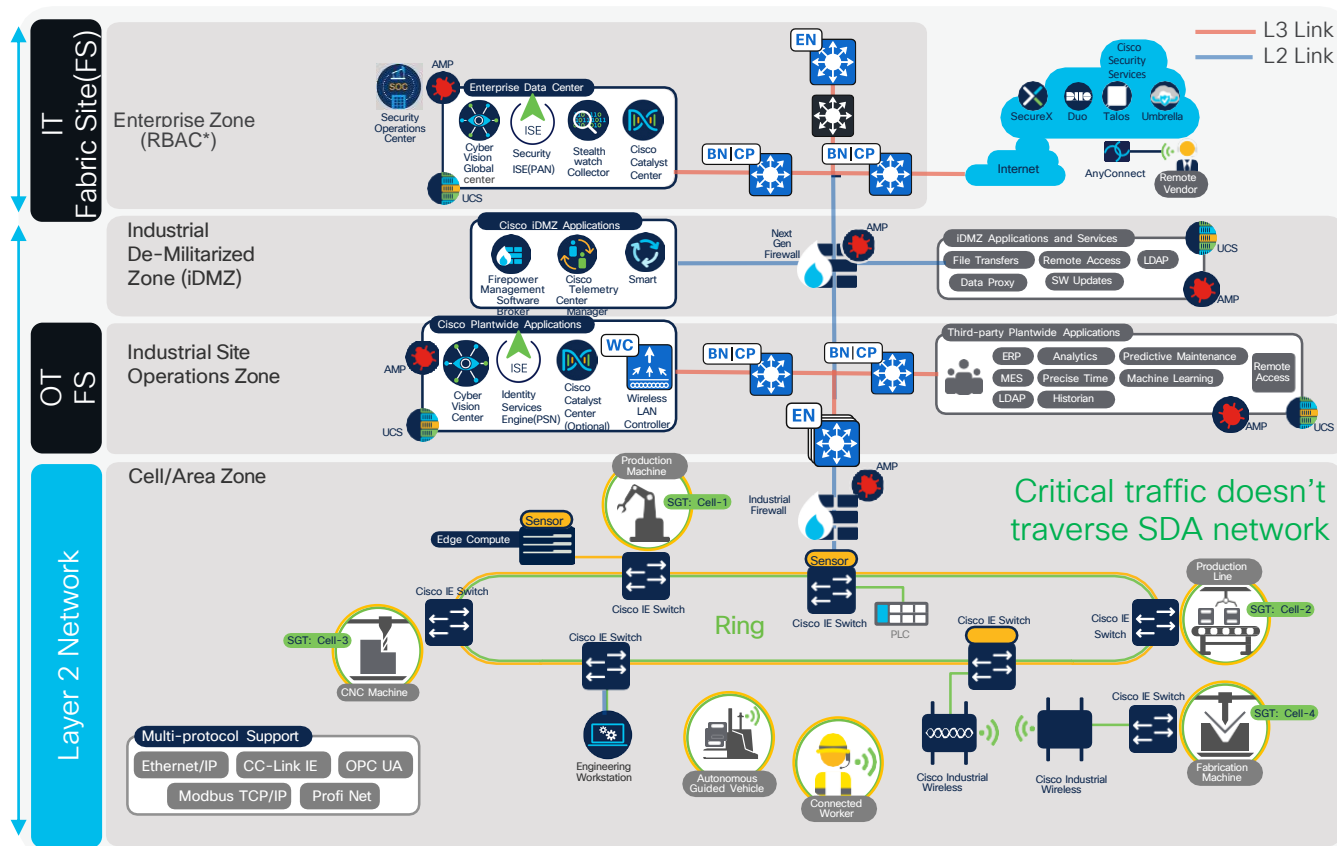 IT
Fabric Site(FS)
OT
FS
Layer 2 Network
Enterprise Zone
(RBAC*)
SOC
Security
Operations
Center
AMP
Enterprise Data Center
Cyber
Vision
Global
center
ISE
Security
ISE(PAN)
Stealth
watch
Collector
Cisco
Catalyst
Center
UCS
EN
BN|CP
BN|CP
L3 Link
L2 Link
Cisco
Security
Services
SecureX
Duo
Talos
Umbrella
Internet
AnyConnect
Remote
Vendor
Industrial
De-Militarized
Zone (iDMZ)
Cisco iDMZ Applications
Firepower
Management
Software
Broker
Cisco
Telemetry
Center
Manager
Smart
Next
Gen
Firewall
AMP
iDMZ Applications and Services
File Transfers
Remote Access
LDAP
Data Proxy
SW Updates
UCS
AMP
Industrial Site
Operations Zone
Cisco Plantwide Applications
AMP
Cyber
Vision
Center
ISE
Identity
Services
Engine(PSN)
Cisco
Catalyst
Center
(Optional)
WC
Wireless
LAN
Controller
UCS
BN|CP
BN|CP
Third-party Plantwide Applications
ERP
Analytics
Predictive Maintenance
MES
Precise Time
Machine Learning
LDAP
Historian
Remote
Access
AMP
UCS
EN
Cell/Area Zone
Production
Machine
SGT: Cell-1
AMP
Industrial
Firewall
Critical traffic doesn’t
traverse SDA network
Sensor
Edge Compute
Cisco IE Switch
Sensor
Cisco IE Switch
PLC
Production
Line
SGT: Cell-2
Cisco IE
Switch
Cisco IE Switch
SGT: Cell-3
CNC Machine
Ring
Cisco IE Switch
Engineering
Workstation
Cisco IE Switch
Autonomous
Guided Vehicle
Connected
Worker
Cisco Industrial
Wireless
Cisco Industrial
Wireless
Cisco IE Switch
SGT: Cell-4
Fabrication
Machine
Multi-protocol Support
Ethernet/IP
CC-Link IE
OPC UA
Modbus TCP/IP
Profi Net